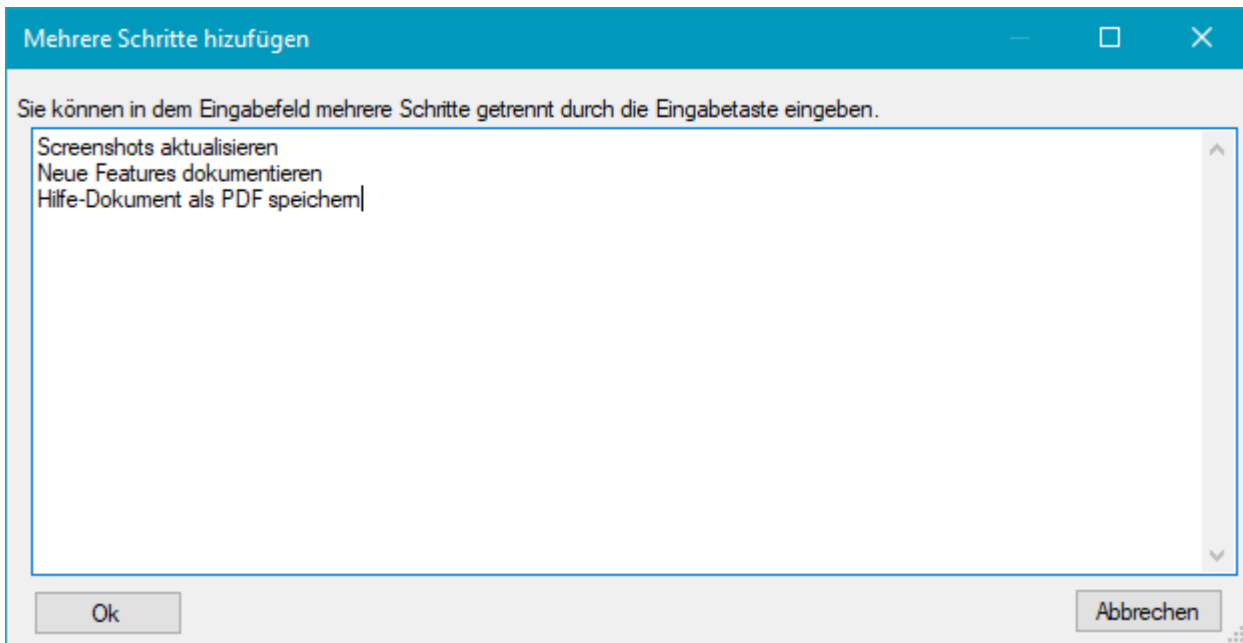 Mehrere Schritte hizufügen
Sie können in dem Eingabefeld mehrere Schritte getrennt durch die Eingabetaste eingeben.
Screenshots aktualisieren
Neue Features dokumentieren
Hilfe-Dokument als PDF speichern
Ok
Abbrechen